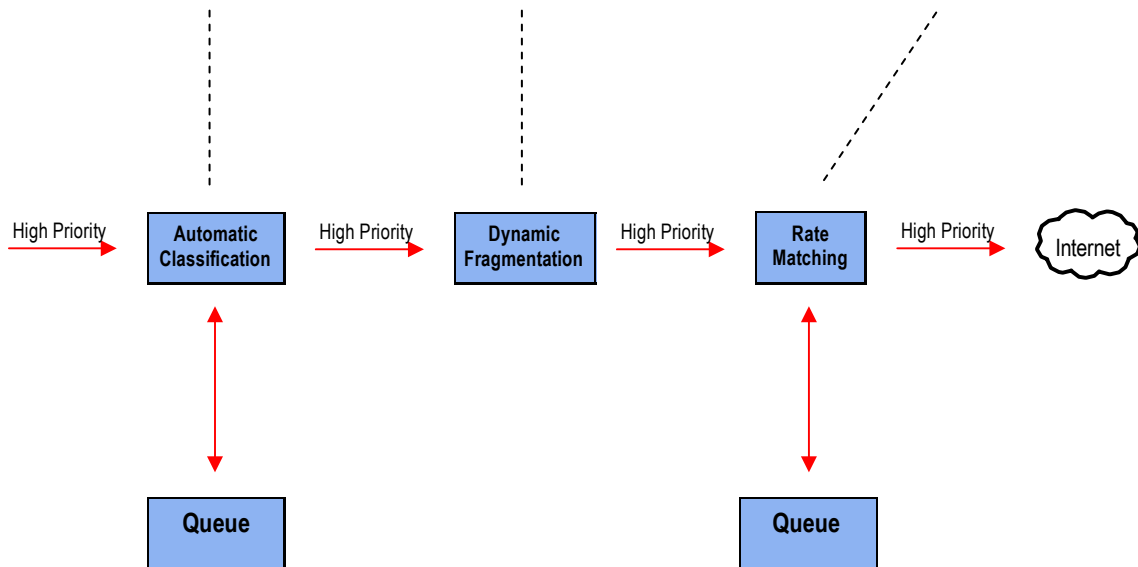 High Priority
Automatic
Classification
High Priority
Dynamic
Fragmentation
High Priority
Rate
Matching
High Priority
Internet
Queue
Queue